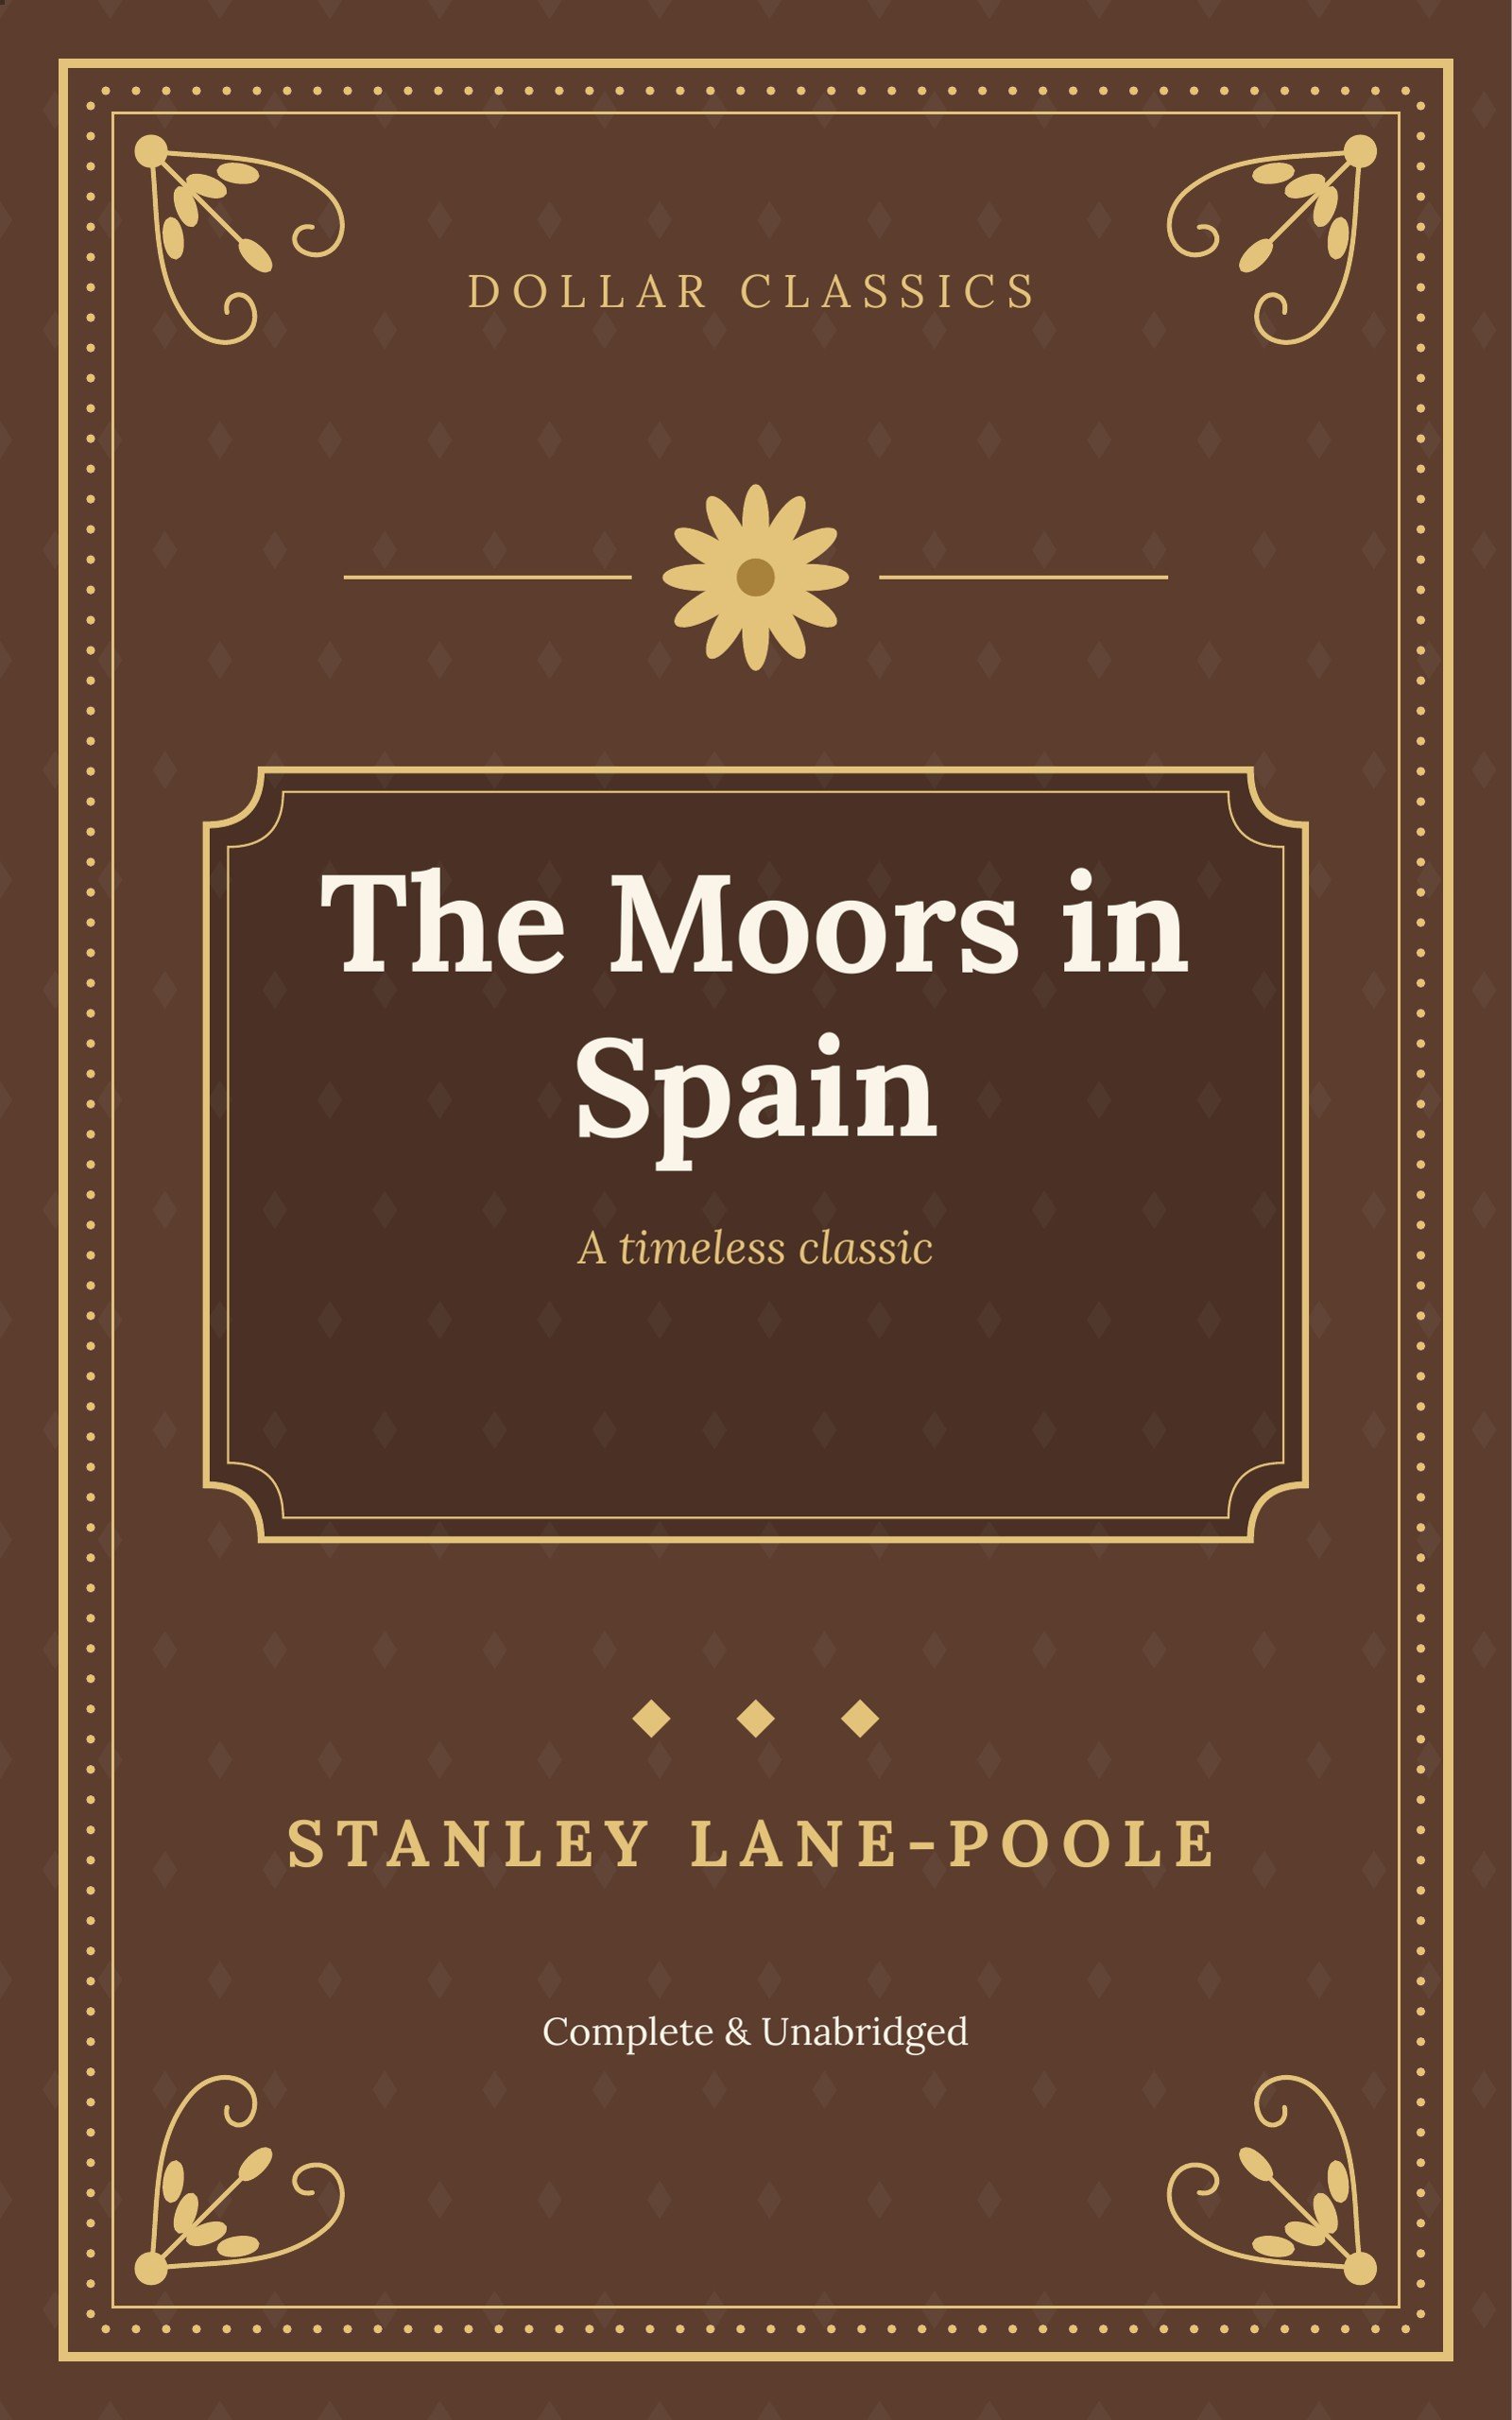 DOLLAR CLASSICS
The Moors in
Spain
A timeless classic
STANLEY LANE-POOLE
Complete & Unabridged